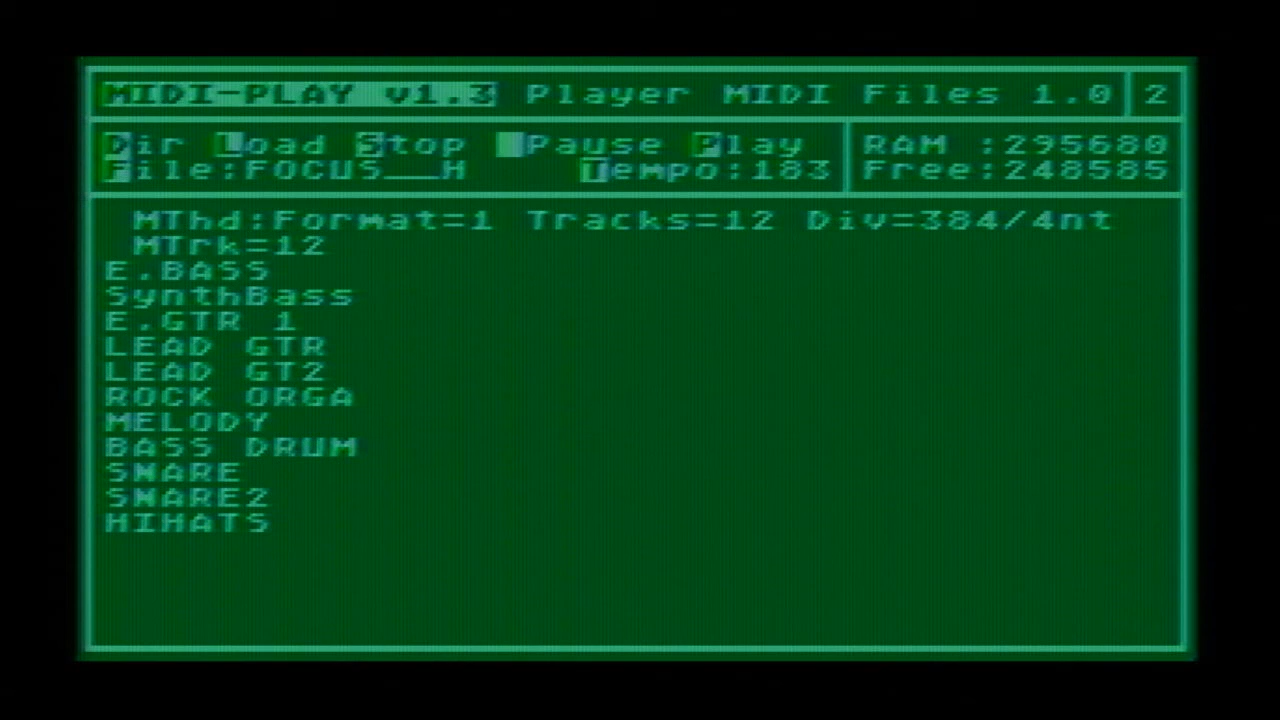 MIDI-PLAY v1.3 Player MIDI Files 1.0 2
Dir Load Stop Pause Play RAM :295680
File:FOCUS__H Tempo:183 Free:248585
MThd:Format=1 Tracks=12 Div=384/4nt
MTrk=12
E.BASS
SynthBass
E.GTR 1
LEAD GTR
LEAD GT2
ROCK ORGA
MELODY
BASS DRUM
SNARE
SNARE2
HIHATS